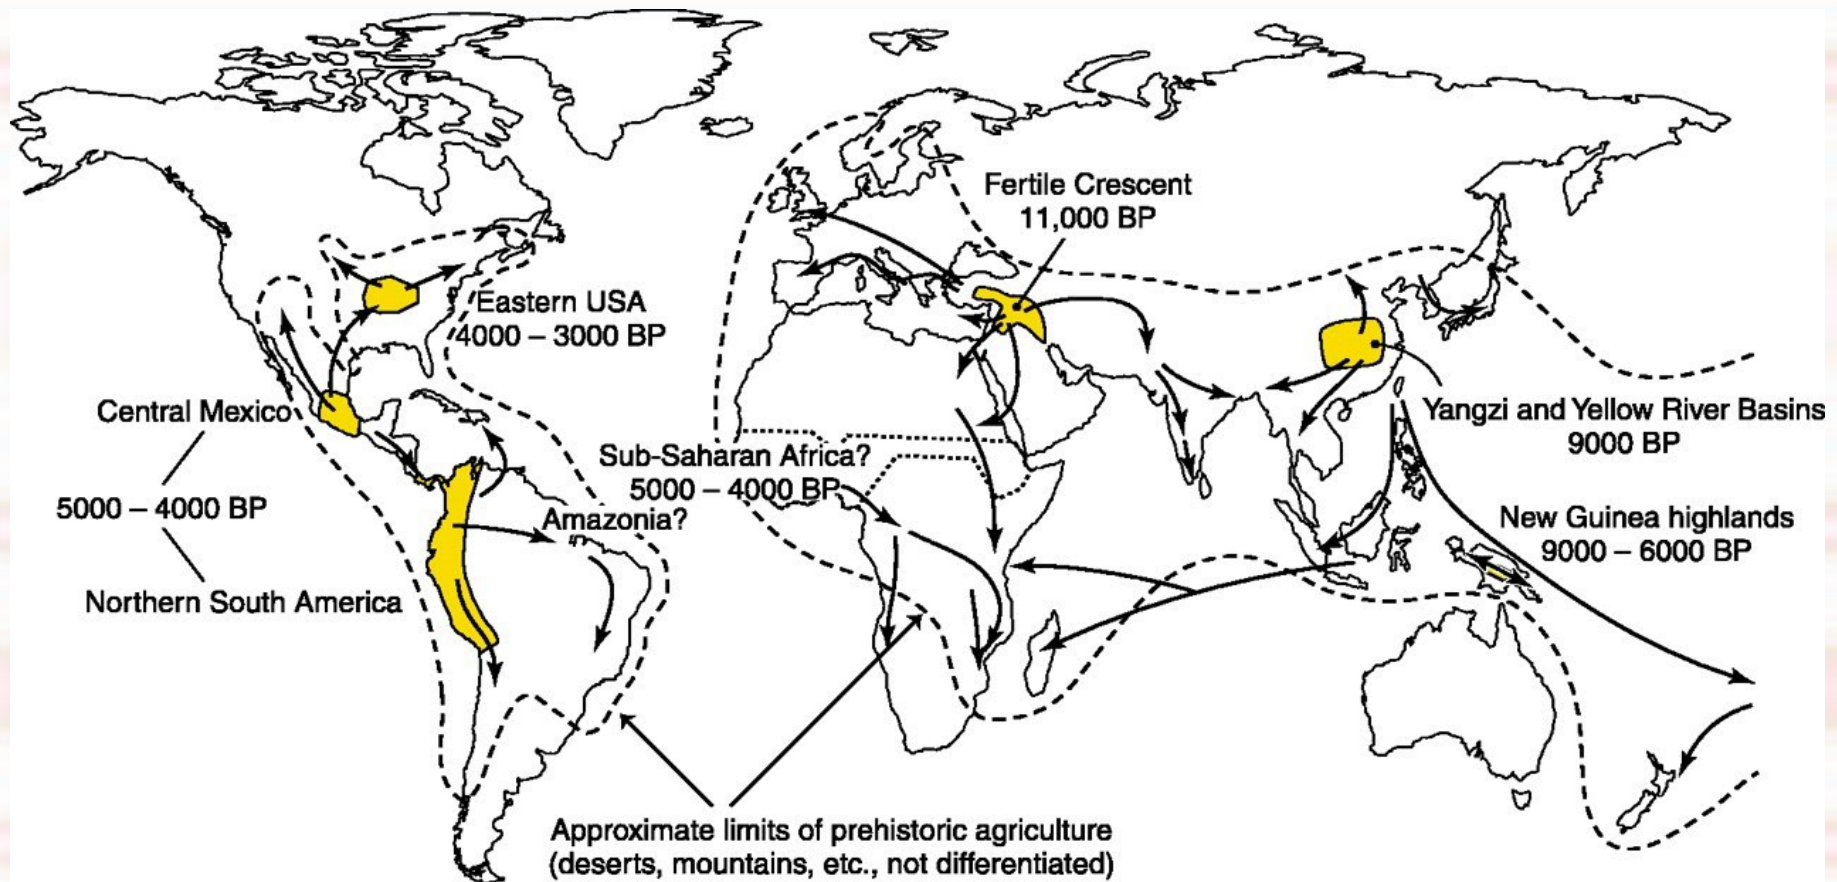 Fertile Crescent
11,000 BP
Eastern USA
4000 – 3000 BP
Central Mexico
5000 – 4000 BP
Northern South America
Sub-Saharan Africa?
5000 – 4000 BP
Amazonia?
Yangzi and Yellow River Basins
9000 BP
New Guinea highlands
9000 – 6000 BP
Approximate limits of prehistoric agriculture
(deserts, mountains, etc., not differentiated)